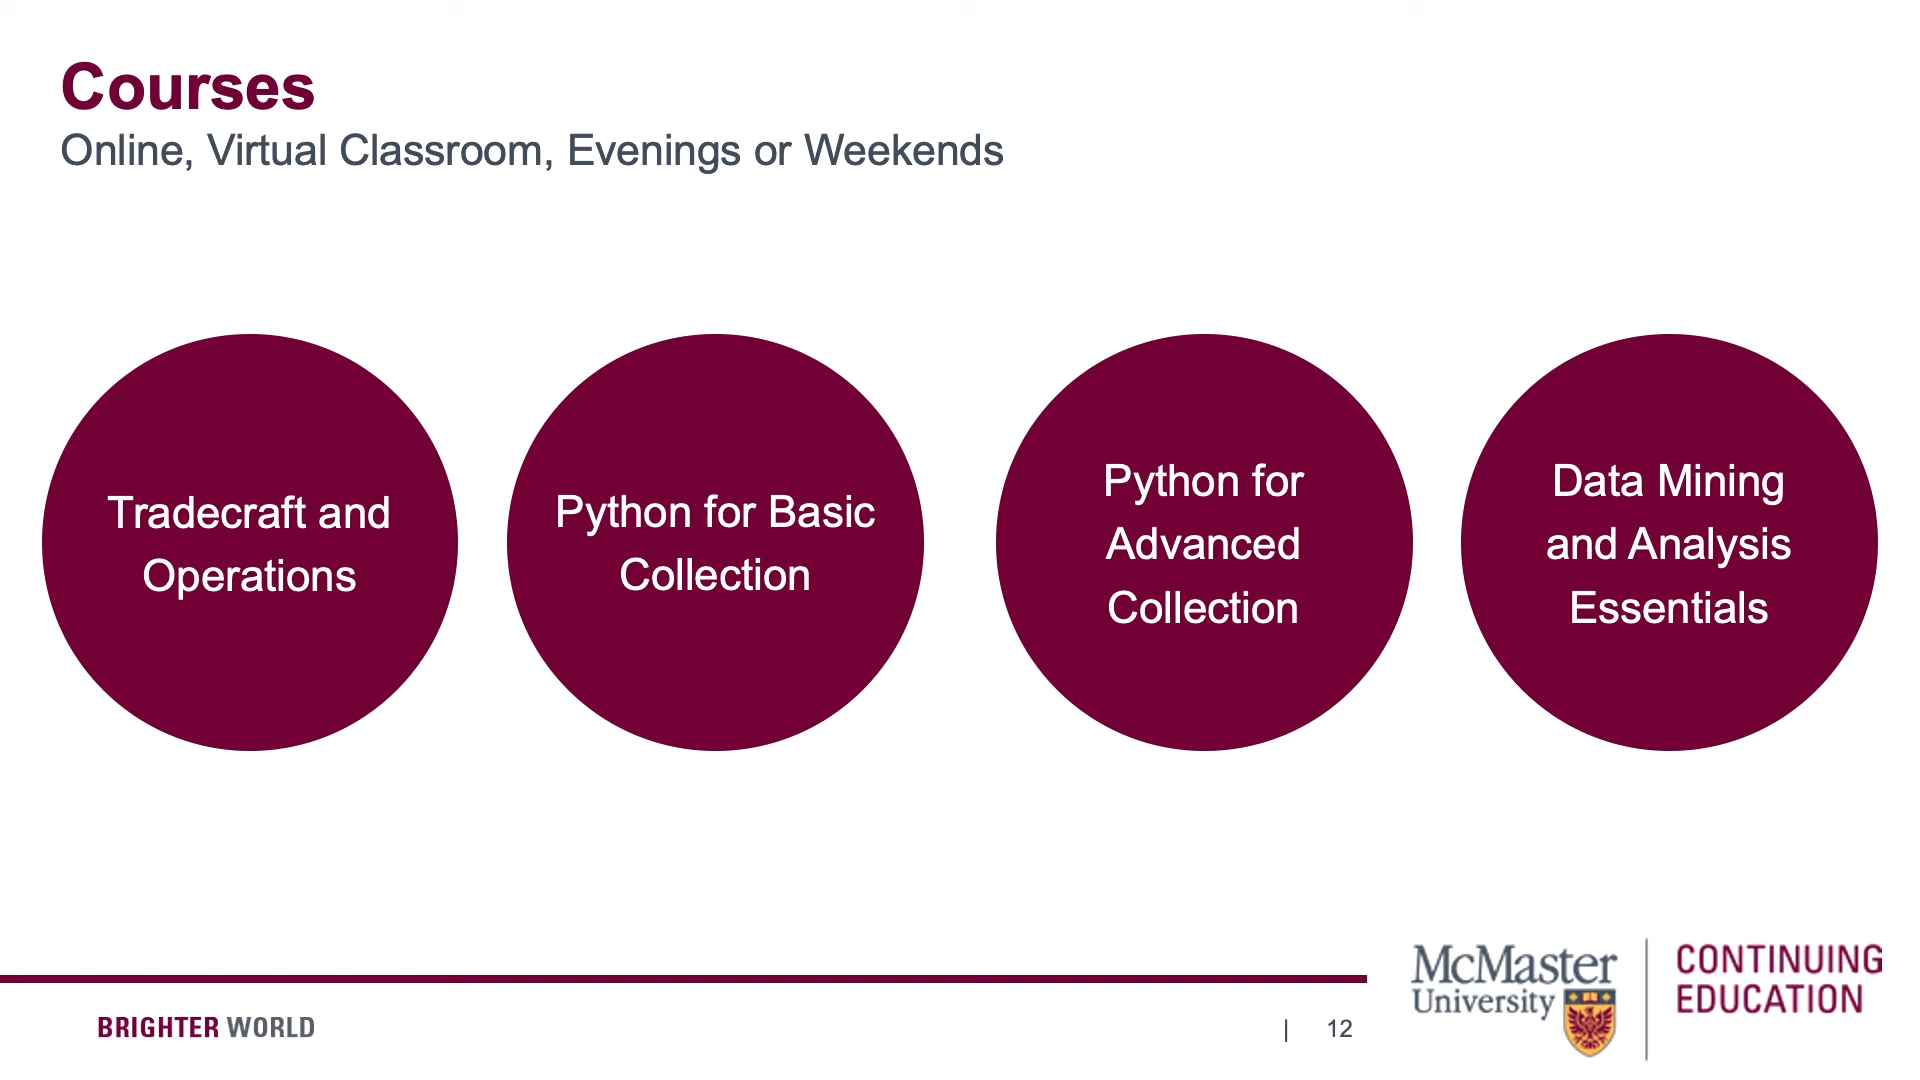 Courses
Online, Virtual Classroom, Evenings or Weekends
Tradecraft and
Operations
Python for Basic
Collection
Python for
Advanced
Collection
Data Mining
and Analysis
Essentials
BRIGHTER WORLD
| 12
McMaster
University
CONTINUING
EDUCATION